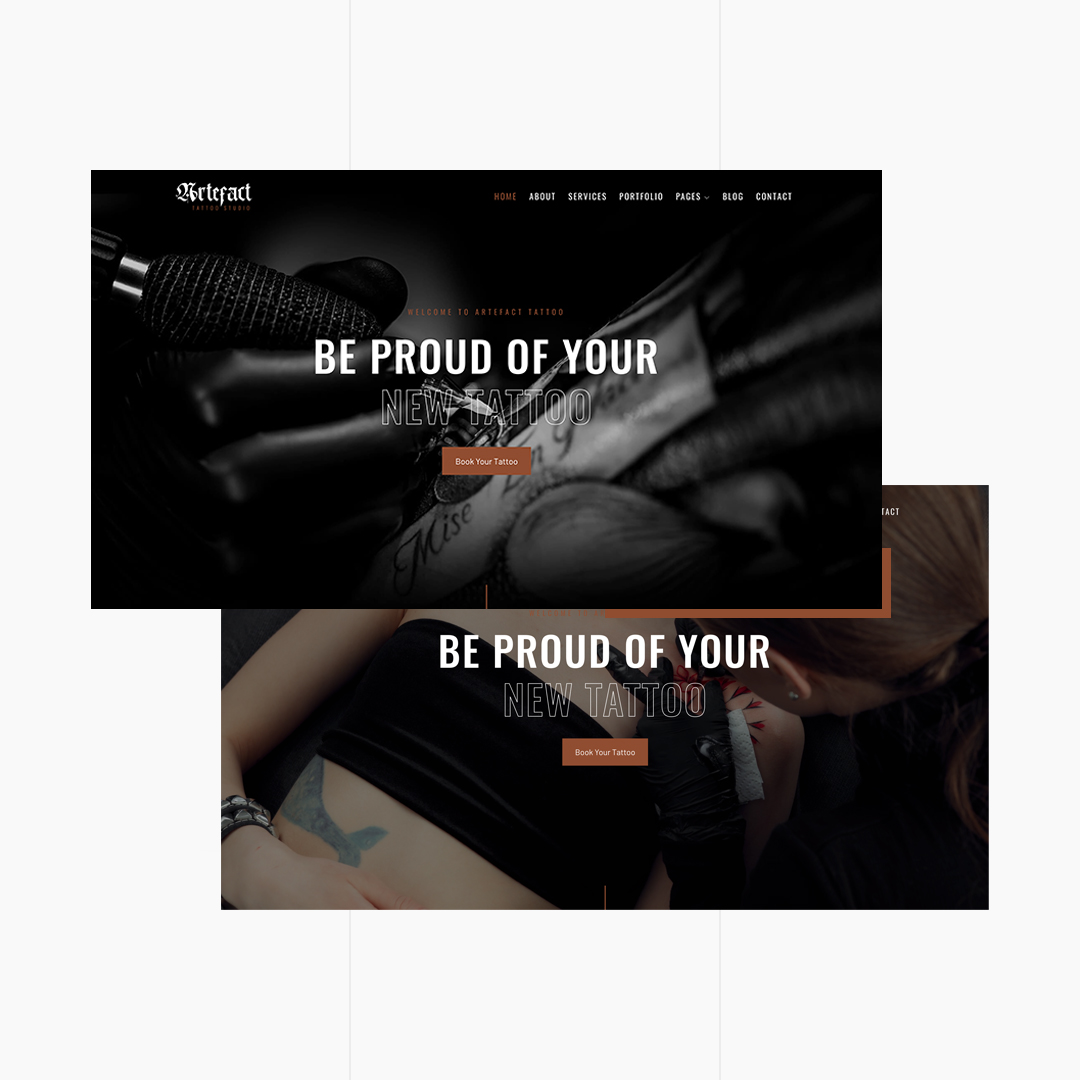 Artefact
TATTOO STUDIO
HOME ABOUT SERVICES PORTFOLIO PAGES BLOG CONTACT
WELCOME TO ARTEFACT TATTOO
BE PROUD OF YOUR
NEW TATTOO
Book Your Tattoo
Mise
TACT
BE PROUD OF YOUR
NEW TATTOO
Book Your Tattoo